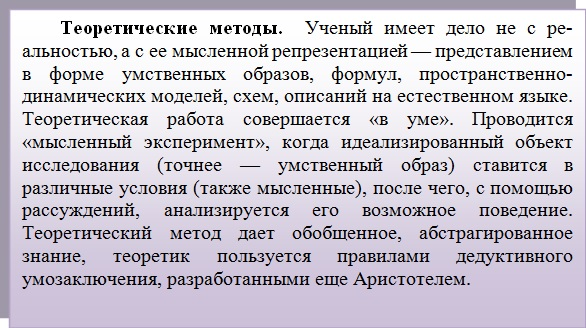 Теоретические методы. Ученый имеет дело не с ре-
альностью, а с ее мысленной репрезентацией — представлением
в форме умственных образов, формул, пространственно-
динамических моделей, схем, описаний на естественном языке.
Теоретическая работа совершается «в уме». Проводится
«мысленный эксперимент», когда идеализированный объект
исследования (точнее — умственный образ) ставится в
различные условия (также мысленные), после чего, с помощью
рассуждений, анализируется его возможное поведение.
Теоретический метод дает обобщенное, абстрагированное
знание, теоретик пользуется правилами дедуктивного
умозаключения, разработанными еще Аристотелем.